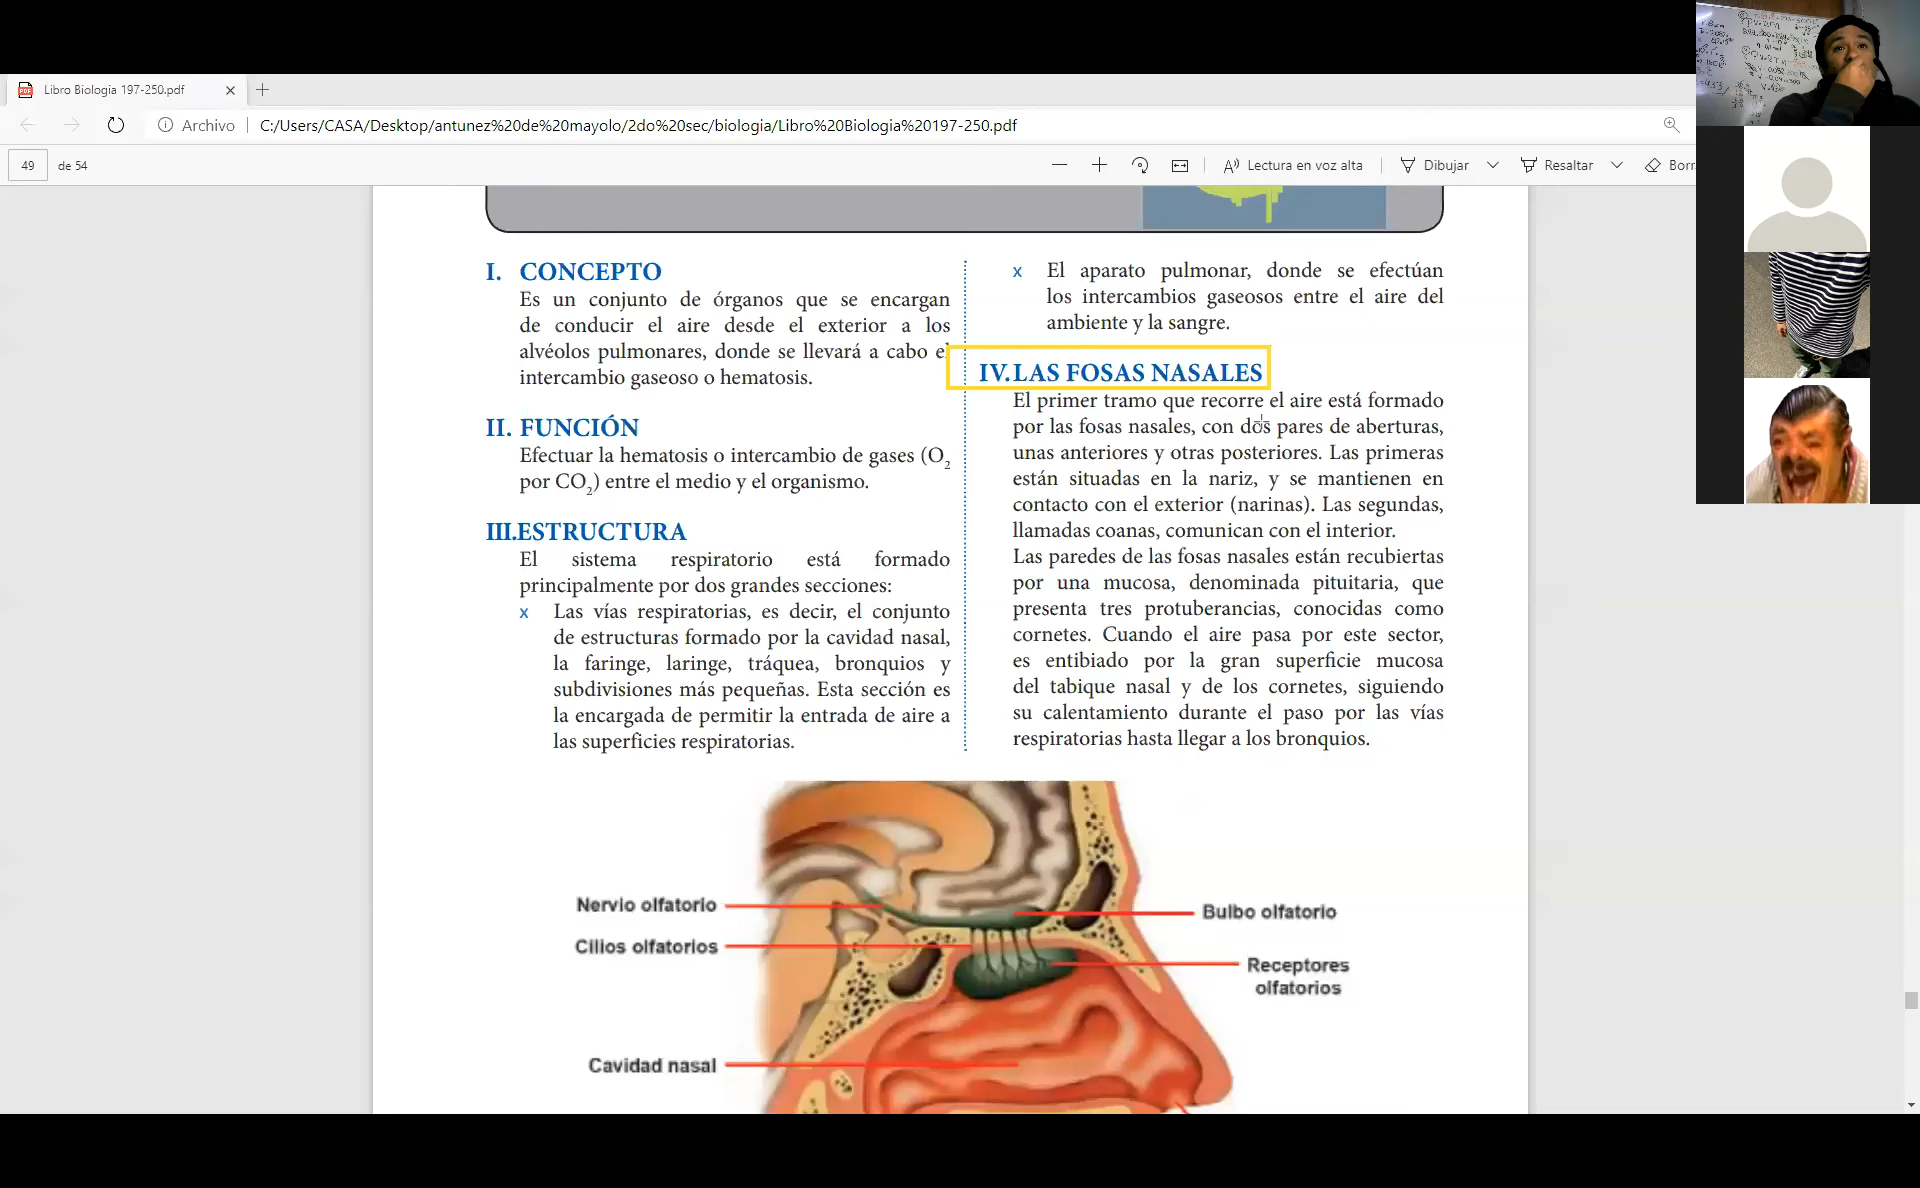 Libro Biologia 197-250.pdf
Archivo
C:/Users/CASA/Desktop/antunez%20de%20mayolo/2do%20sec/biologia/Libro%20Biologia%20197-250.pdf
49 de 54
Lectura en voz alta
Dibujar
Resaltar
Borr
I. CONCEPTO
Es un conjunto de órganos que se encargan
de conducir el aire desde el exterior a los
alvéolos pulmonares, donde se llevará a cabo el
intercambio gaseoso o hematosis.
II. FUNCIÓN
Efectuar la hematosis o intercambio de gases (O₂
por CO₂) entre el medio y el organismo.
III.ESTRUCTURA
El sistema respiratorio está formado
principalmente por dos grandes secciones:
x Las vías respiratorias, es decir, el conjunto
de estructuras formado por la cavidad nasal,
la faringe, laringe, tráquea, bronquios y
subdivisiones más pequeñas. Esta sección es
la encargada de permitir la entrada de aire a
las superficies respiratorias.
x El aparato pulmonar, donde se efectúan
los intercambios gaseosos entre el aire del
ambiente y la sangre.
IV.LAS FOSAS NASALES
El primer tramo que recorre el aire está formado
por las fosas nasales, con dos pares de aberturas,
unas anteriores y otras posteriores. Las primeras
están situadas en la nariz, y se mantienen en
contacto con el exterior (narinas). Las segundas,
llamadas coanas, comunican con el interior.
Las paredes de las fosas nasales están recubiertas
por una mucosa, denominada pituitaria, que
presenta tres protuberancias, conocidas como
cornetes. Cuando el aire pasa por este sector,
es entibiado por la gran superficie mucosa
del tabique nasal y de los cornetes, siguiendo
su calentamiento durante el paso por las vías
respiratorias hasta llegar a los bronquios.
Nervio olfatorio
Cilios olfatorios
Cavidad nasal
Bulbo olfatorio
Receptores
olfatorios